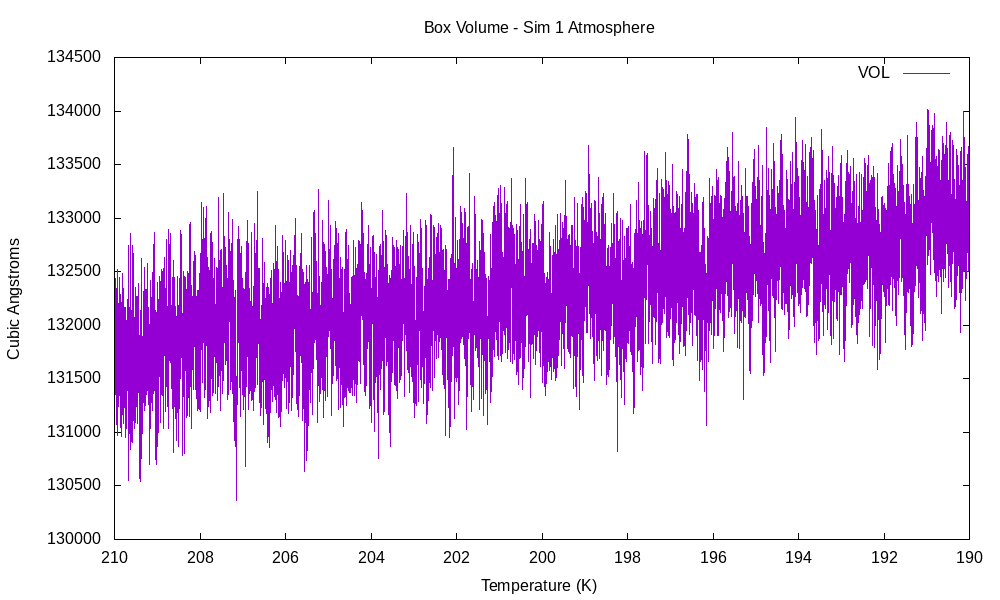 Box Volume - Sim 1 Atmosphere
VOL
134500
134000
133500
133000
132500
132000
131500
131000
130500
130000
Cubic Angstroms
210 208 206 204 202 200 198 196 194 192 190
Temperature (K)